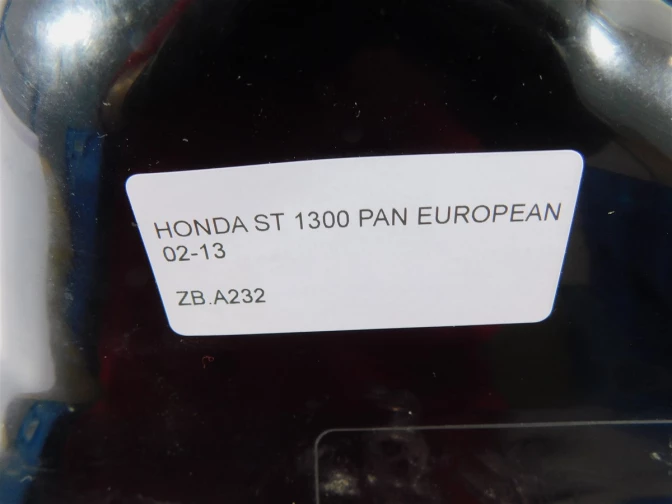 HONDA ST 1300 PAN EUROPEAN
02-13
ZB.A232